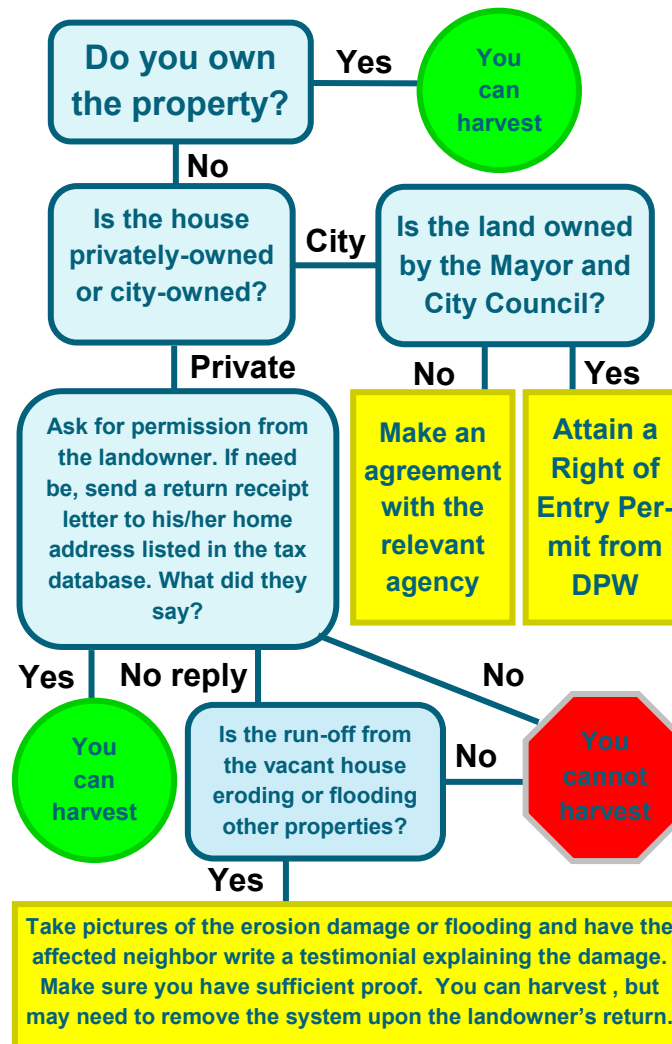 Do you own
the property?
Yes
You
can
harvest
No
Is the house
privately-owned
or city-owned?
City
Is the land owned
by the Mayor and
City Council?
Private
No
Yes
Ask for permission from
the landowner. If need
be, send a return receipt
letter to his/her home
address listed in the tax
database. What did they
say?
Make an
agreement
with the
relevant
agency
Attain a
Right of
Entry Per-
mit from
DPW
Yes
No reply
No
You
can
harvest
Is the run-off from
the vacant house
eroding or flooding
other properties?
No
You
cannot
harvest
Yes
Take pictures of the erosion damage or flooding and have the
affected neighbor write a testimonial explaining the damage.
Make sure you have sufficient proof.  You can harvest , but
may need to remove the system upon the landowner’s return.